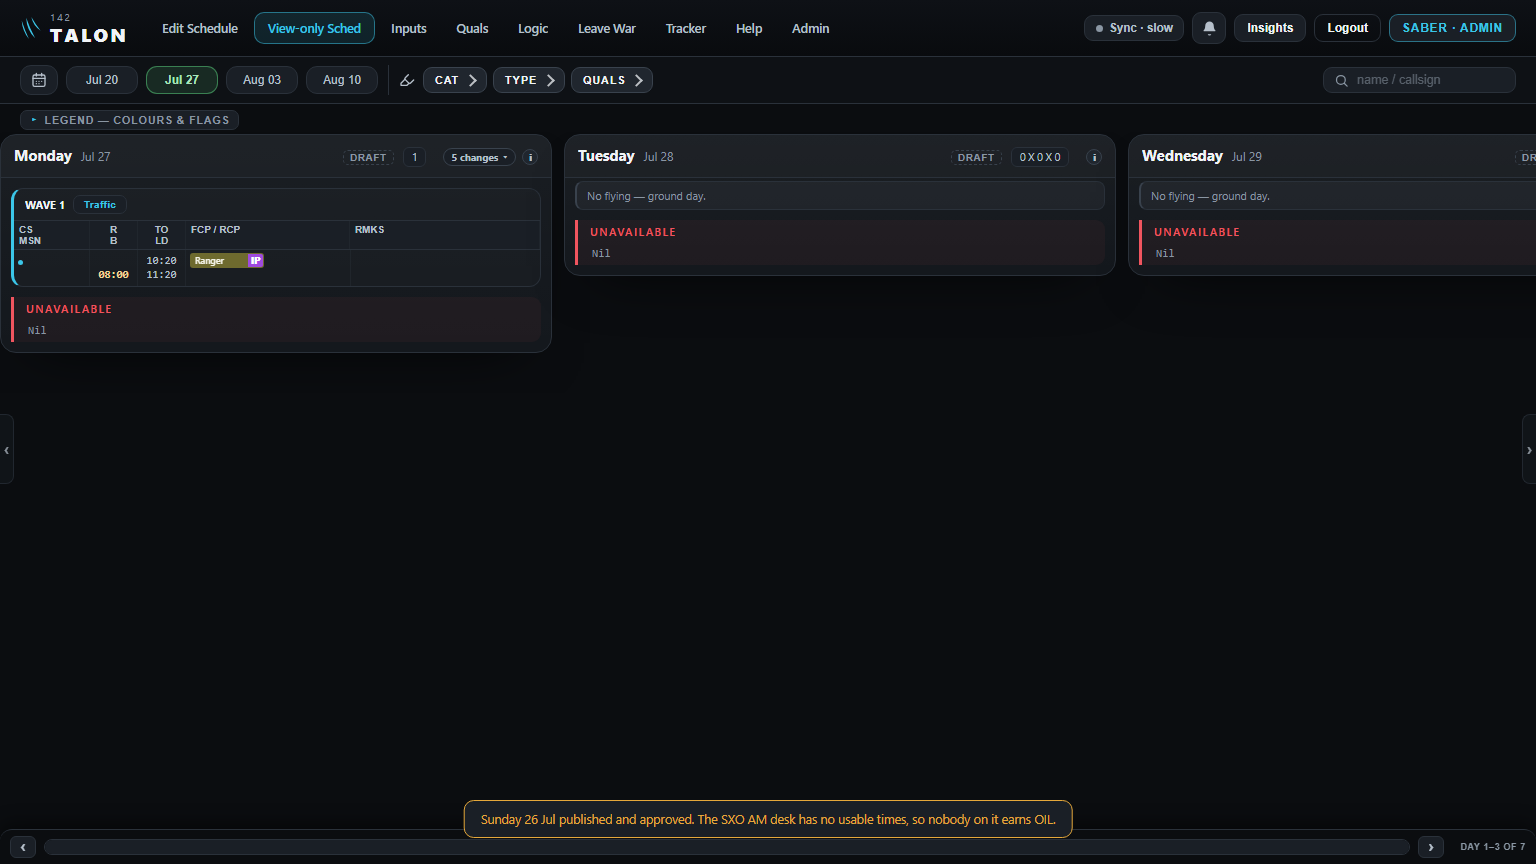 142
TALON
Edit Schedule
View-only Sched
Inputs
Quals
Logic
Leave War
Tracker
Help
Admin
Sync · slow
Insights
Logout
SABER · ADMIN
Jul 20
Jul 27
Aug 03
Aug 10
CAT
TYPE
QUALS
name / callsign
LEGEND — COLOURS & FLAGS
Monday Jul 27
DRAFT
1
5 changes
i
WAVE 1
Traffic
CS
MSN
R
B
TO
LD
FCP / RCP
RMKS
08:00
10:20
11:20
Ranger
IP
UNAVAILABLE
Nil
Tuesday Jul 28
DRAFT
0X0X0
i
No flying — ground day.
UNAVAILABLE
Nil
Wednesday Jul 29
DR
No flying — ground day.
UNAVAILABLE
Nil
Sunday 26 Jul published and approved. The SXO AM desk has no usable times, so nobody on it earns OIL.
DAY 1–3 OF 7